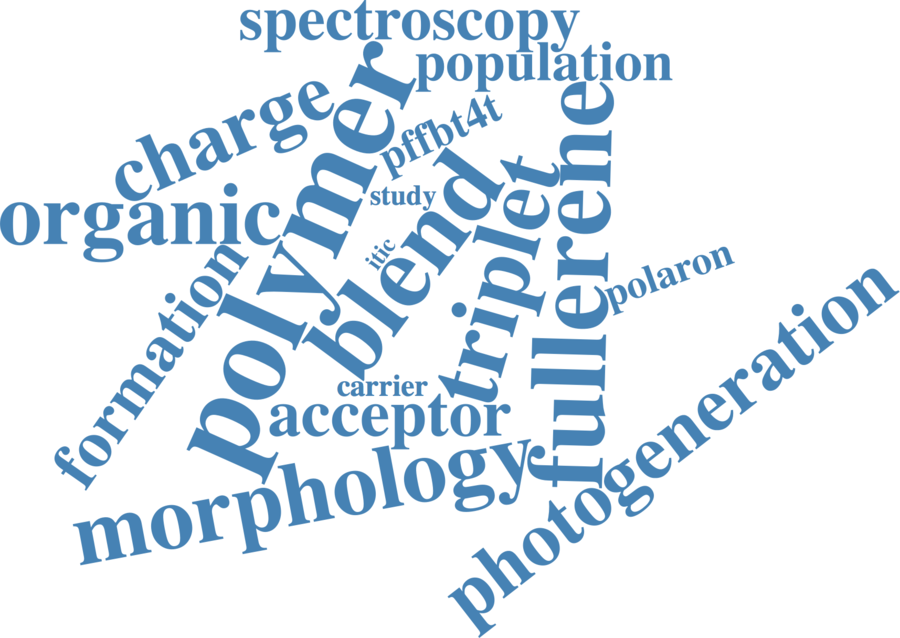 spectroscopy
population
polymer
charge
pffbt4t
fullerene
organic
study
blend
triplet
itic
formation
polaron
photogeneration
carrier
acceptor
morphology